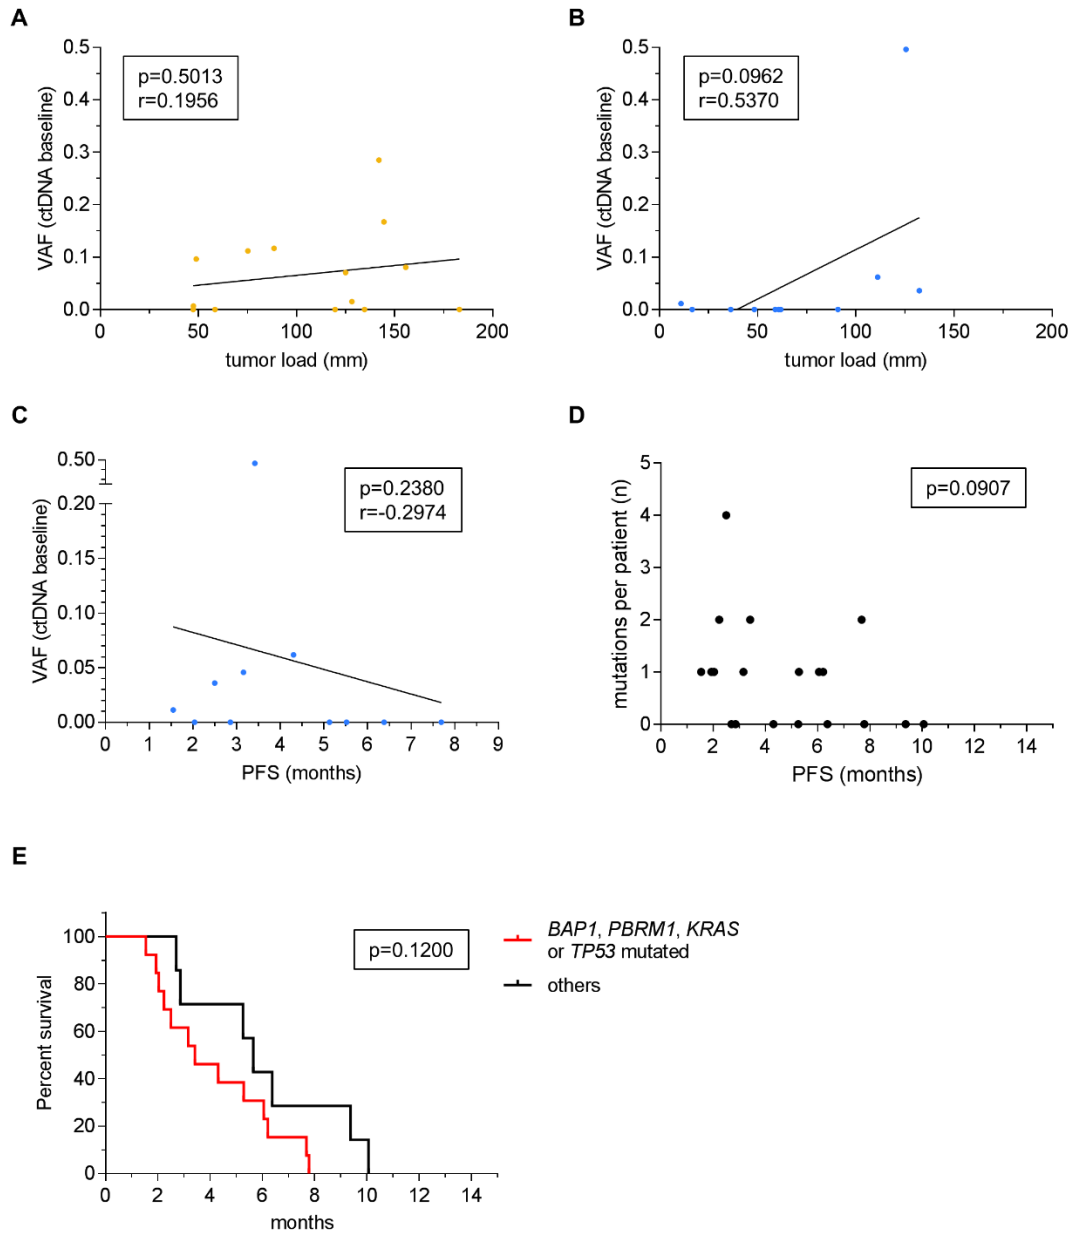 A
p=0.5013
r=0.1956
VAF (ctDNA baseline)
0.5
0.4
0.3
0.2
0.1
0.0
0
50
100
150
200
tumor load (mm)
B
p=0.0962
r=0.5370
VAF (ctDNA baseline)
0.5
0.4
0.3
0.2
0.1
0.0
0
50
100
150
200
tumor load (mm)
C
p=0.2380
r=-0.2974
VAF (ctDNA baseline)
0.50
0.20
0.15
0.10
0.05
0.00
0
1
2
3
4
5
6
7
8
9
PFS (months)
D
p=0.0907
mutations per patient (n)
5
4
3
2
1
0
0
2
4
6
8
10
12
14
PFS (months)
E
p=0.1200
Percent survival
100
80
60
40
20
0
0
2
4
6
8
10
12
14
months
BAP1, PBRM1, KRAS
or TP53 mutated
others